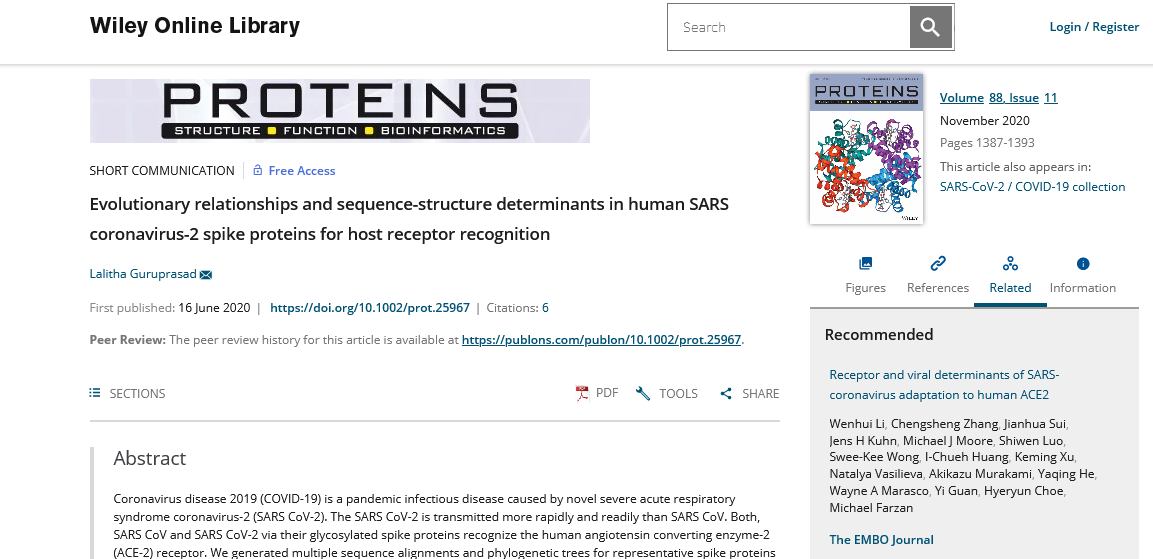 Wiley Online Library
Search
Login / Register
PROTEINS
STRUCTURE FUNCTION BIOINFORMATICS
SHORT COMMUNICATION Free Access
Evolutionary relationships and sequence-structure determinants in human SARS
coronavirus-2 spike proteins for host receptor recognition
Lalitha Guruprasad
First published: 16 June 2020 | https://doi.org/10.1002/prot.25967 | Citations: 6
Peer Review: The peer review history for this article is available at https://publons.com/publon/10.1002/prot.25967.
SECTIONS
PDF
TOOLS
SHARE
Abstract
Coronavirus disease 2019 (COVID-19) is a pandemic infectious disease caused by novel severe acute respiratory
syndrome coronavirus-2 (SARS CoV-2). The SARS CoV-2 is transmitted more rapidly and readily than SARS CoV. Both,
SARS CoV and SARS CoV-2 via their glycosylated spike proteins recognize the human angiotensin converting enzyme-2
(ACE-2) receptor. We generated multiple sequence alignments and phylogenetic trees for representative spike proteins
PROTEINS
WILEY
Volume 88, Issue 11
November 2020
Pages 1387-1393
This article also appears in:
SARS-CoV-2 / COVID-19 collection
Figures
References
Related
Information
Recommended
Receptor and viral determinants of SARS-
coronavirus adaptation to human ACE2
Wenhui Li, Chengsheng Zhang, Jianhua Sui,
Jens H Kuhn, Michael J Moore, Shiwen Luo,
Swee-Kee Wong, I-Chueh Huang, Keming Xu,
Natalya Vasilieva, Akikazu Murakami, Yaqing He,
Wayne A Marasco, Yi Guan, Hyeryun Choe,
Michael Farzan
The EMBO Journal